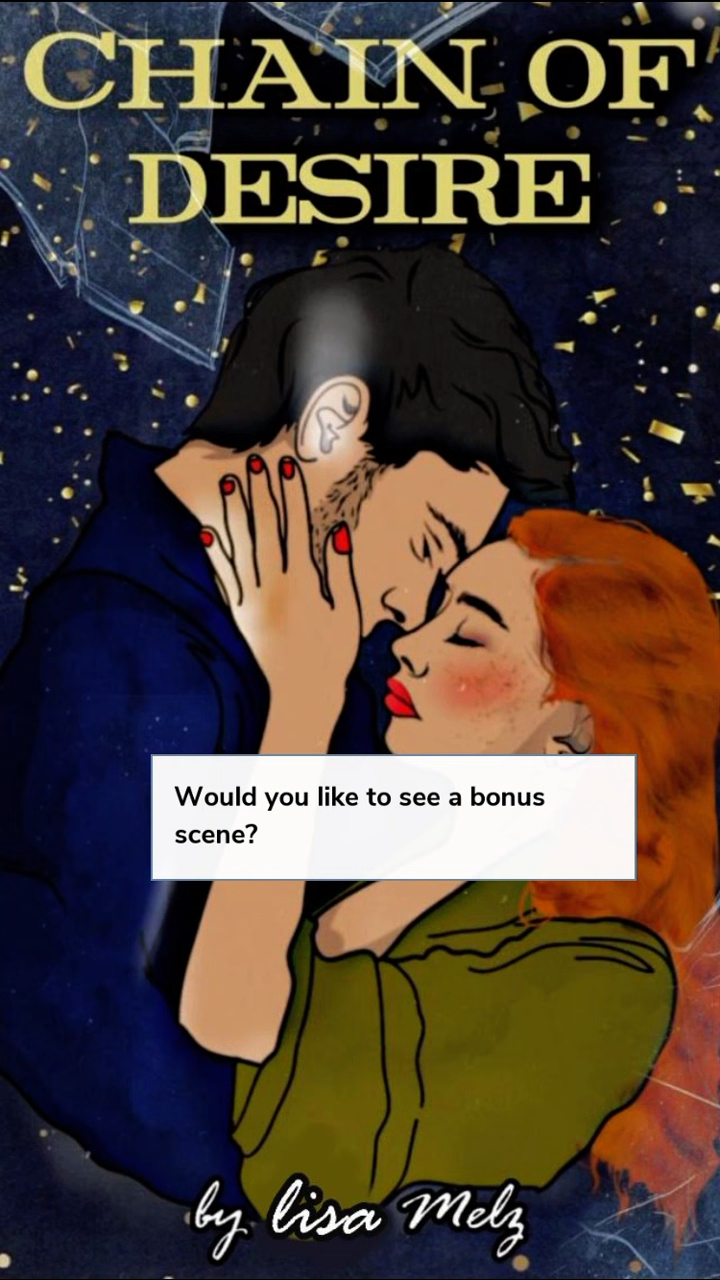 CHAIN OF
DESIRE
Would you like to see a bonus
scene?
by lisa Melz